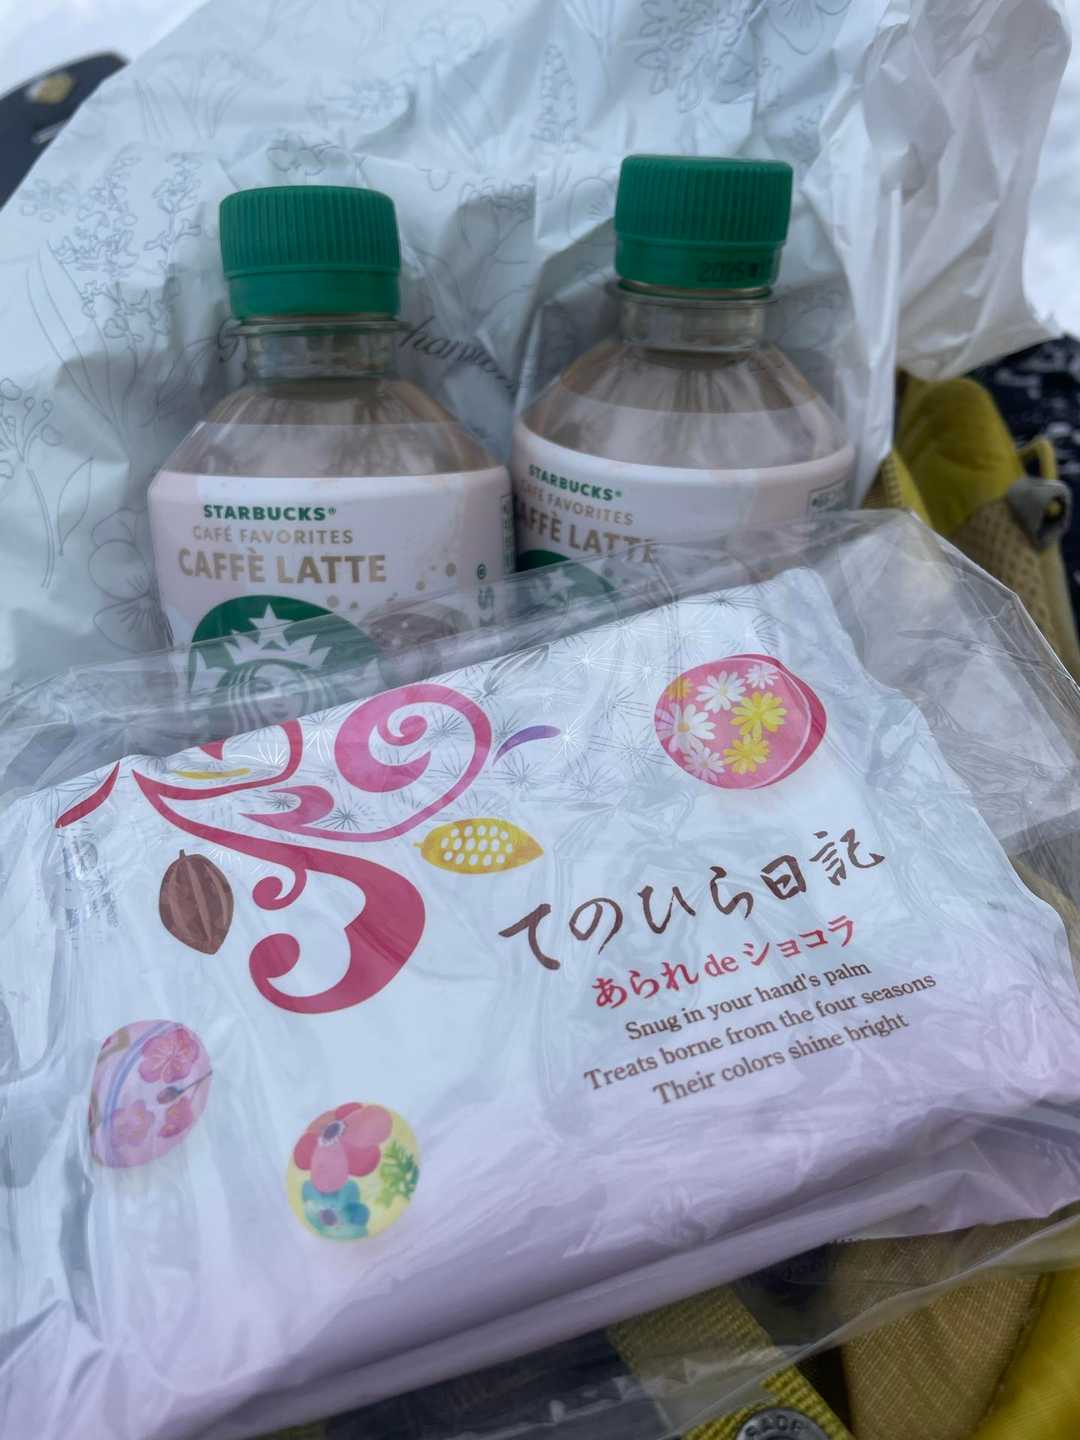 2025
STARBUCKS®
CAFÉ FAVORITES
CAFFÈ LATTE
STARBUCKS®
CAFÉ FAVORITES
CAFFÈ LATTE
てのひら日記
あられ de ショコラ
Snug in your hand's palm
Treats borne from the four seasons
Their colors shine bright